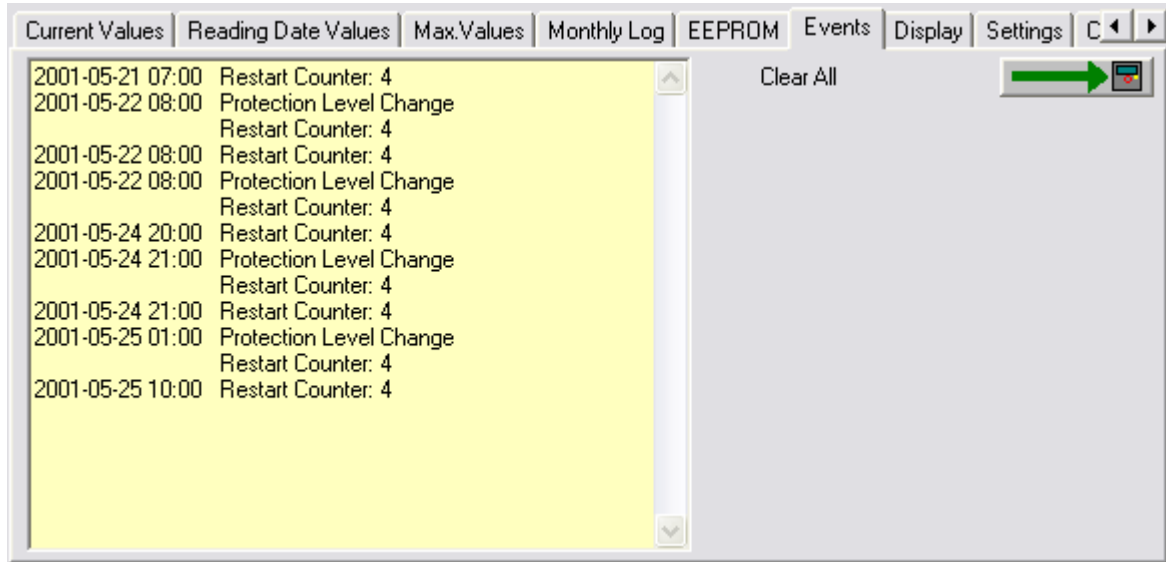 Current Values Reading Date Values Max.Values Monthly Log EEPROM Events Display Settings
2001-05-21 07:00 Restart Counter: 4
2001-05-22 08:00 Protection Level Change
Restart Counter: 4
2001-05-22 08:00 Restart Counter: 4
2001-05-22 08:00 Protection Level Change
Restart Counter: 4
2001-05-24 20:00 Restart Counter: 4
2001-05-24 21:00 Protection Level Change
Restart Counter: 4
2001-05-24 21:00 Restart Counter: 4
2001-05-25 01:00 Protection Level Change
Restart Counter: 4
2001-05-25 10:00 Restart Counter: 4
Clear All